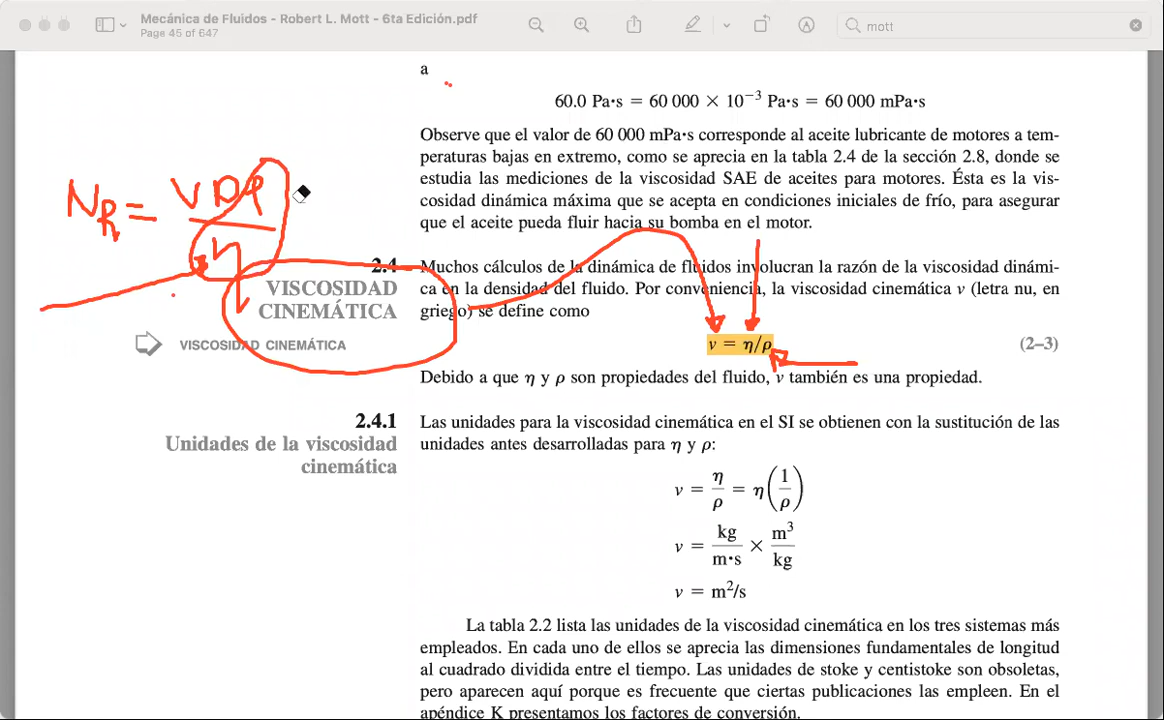 Mecánica de Fluidos - Robert L. Mott - 6ta Edición.pdf
Page 45 of 647
mott
a
60.0 Pa•s = 60 000 × 10⁻³ Pa•s = 60 000 mPa•s
Observe que el valor de 60 000 mPa•s corresponde al aceite lubricante de motores a tem-
peraturas bajas en extremo, como se aprecia en la tabla 2.4 de la sección 2.8, donde se
estudia las mediciones de la viscosidad SAE de aceites para motores. Ésta es la vis-
cosidad dinámica máxima que se acepta en condiciones iniciales de frío, para asegurar
que el aceite pueda fluir hacia su bomba en el motor.
N_R = VDρ/η
2.4
VISCOSIDAD
CINEMÁTICA
Muchos cálculos de la dinámica de fluidos involucran la razón de la viscosidad dinámi-
ca en la densidad del fluido. Por conveniencia, la viscosidad cinemática ν (letra nu, en
griego) se define como
VISCOSIDAD CINEMÁTICA
ν = η/ρ
(2–3)
Debido a que η y ρ son propiedades del fluido, ν también es una propiedad.
2.4.1
Unidades de la viscosidad
cinemática
Las unidades para la viscosidad cinemática en el SI se obtienen con la sustitución de las
unidades antes desarrolladas para η y ρ:
ν = η/ρ = η(1/ρ)
ν = kg/m•s × m³/kg
ν = m²/s
La tabla 2.2 lista las unidades de la viscosidad cinemática en los tres sistemas más
empleados. En cada uno de ellos se aprecia las dimensiones fundamentales de longitud
al cuadrado dividida entre el tiempo. Las unidades de stoke y centistoke son obsoletas,
pero aparecen aquí porque es frecuente que ciertas publicaciones las empleen. En el
apéndice K presentamos los factores de conversión.